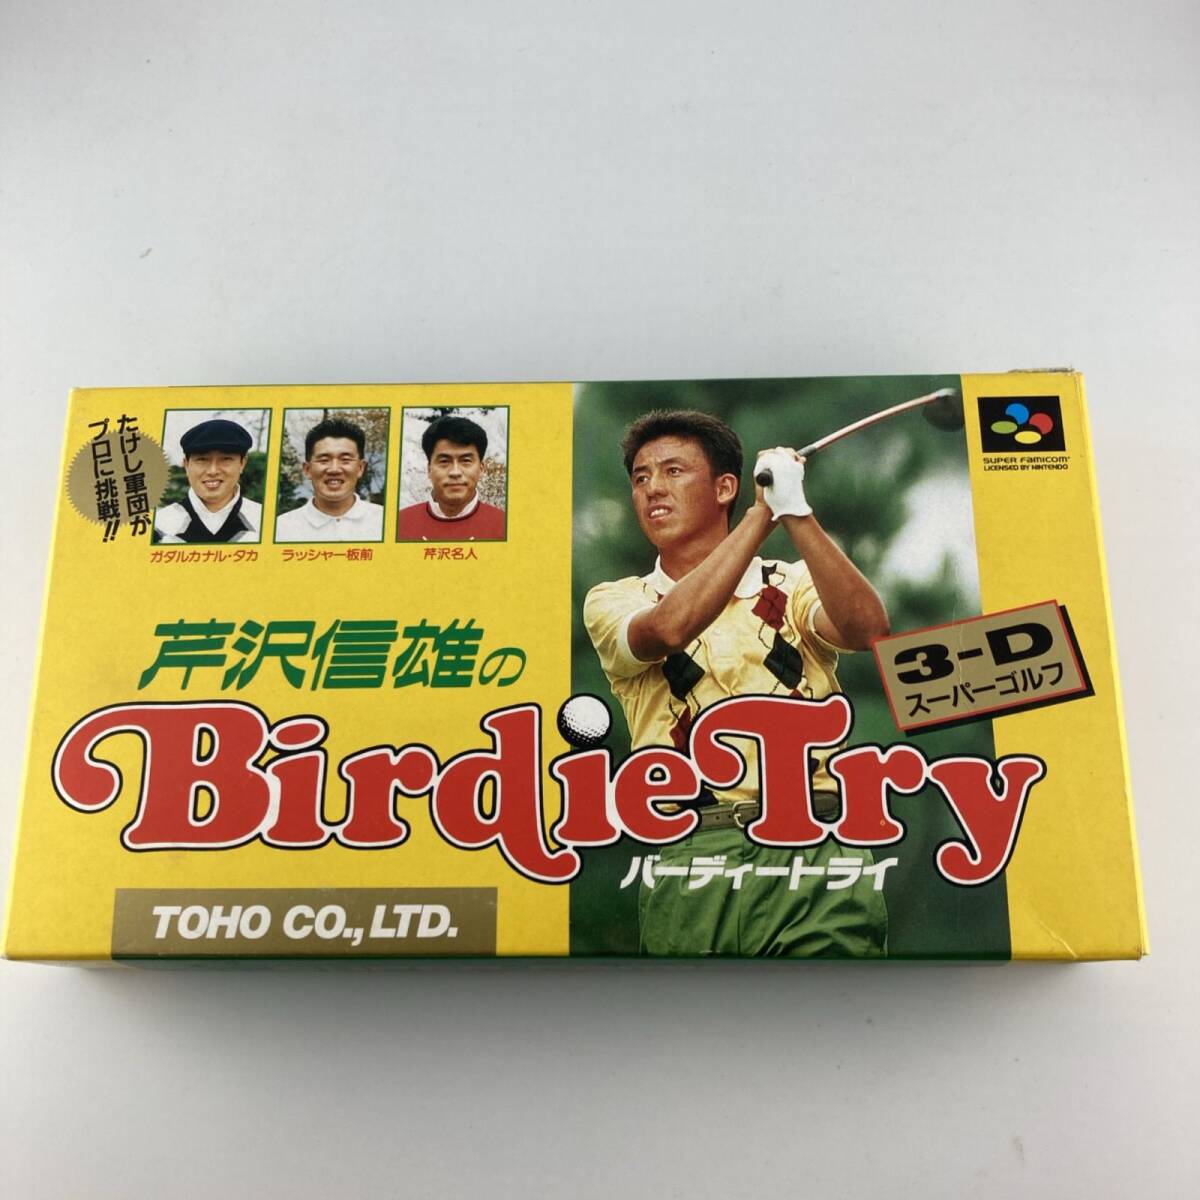 たけし軍団が
プロに挑戦!!
ガダルカナル・タカ
ラッシャー板前
芹沢名人
SUPER FAMICOM
LICENSED BY NINTENDO
芹沢信雄の
Birdie Try
バーディートライ
3-D
スーパーゴルフ
TOHO CO., LTD.